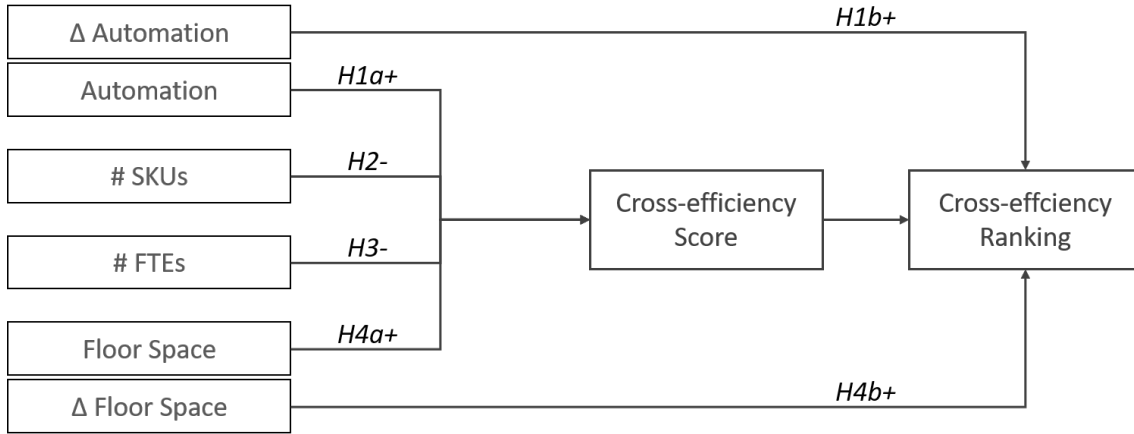 Δ Automation
H1b+
Automation
H1a+
# SKUs
H2-
Cross-efficiency
Score
Cross-effciency
Ranking
# FTEs
H3-
Floor Space
H4a+
Δ Floor Space
H4b+